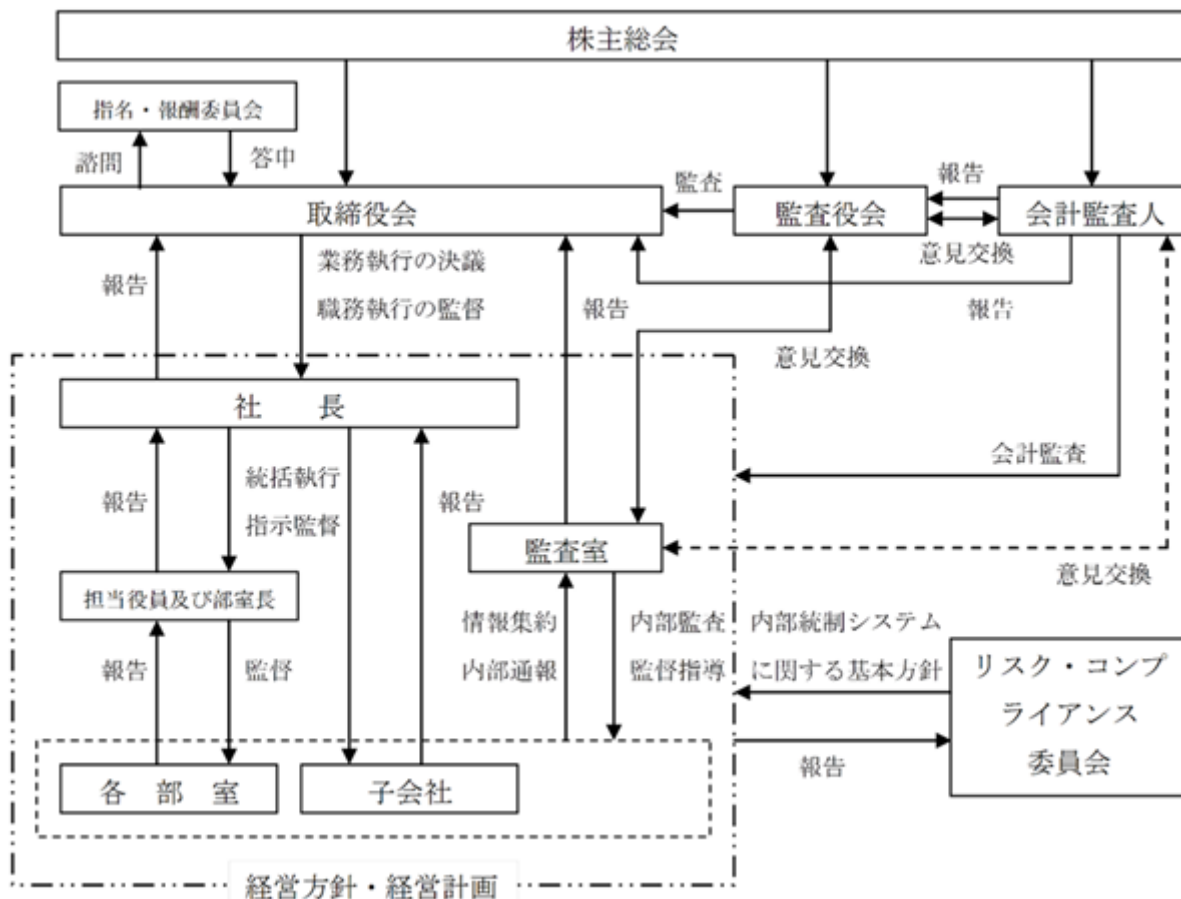 株主総会
指名・報酬委員会
諮問
答申
監査
報告
取締役会
監査役会
会計監査人
意見交換
業務執行の決議
職務執行の監督
報告
報告
報告
意見交換
社　　長
会計監査
統括執行
指示監督
報告
報告
監査室
意見交換
担当役員及び部室長
情報集約
内部通報
内部監査
監督指導
内部統制システム
に関する基本方針
リスク・コンプ
ライアンス
委員会
報告
監督
報告
各　部　室
子会社
経営方針・経営計画